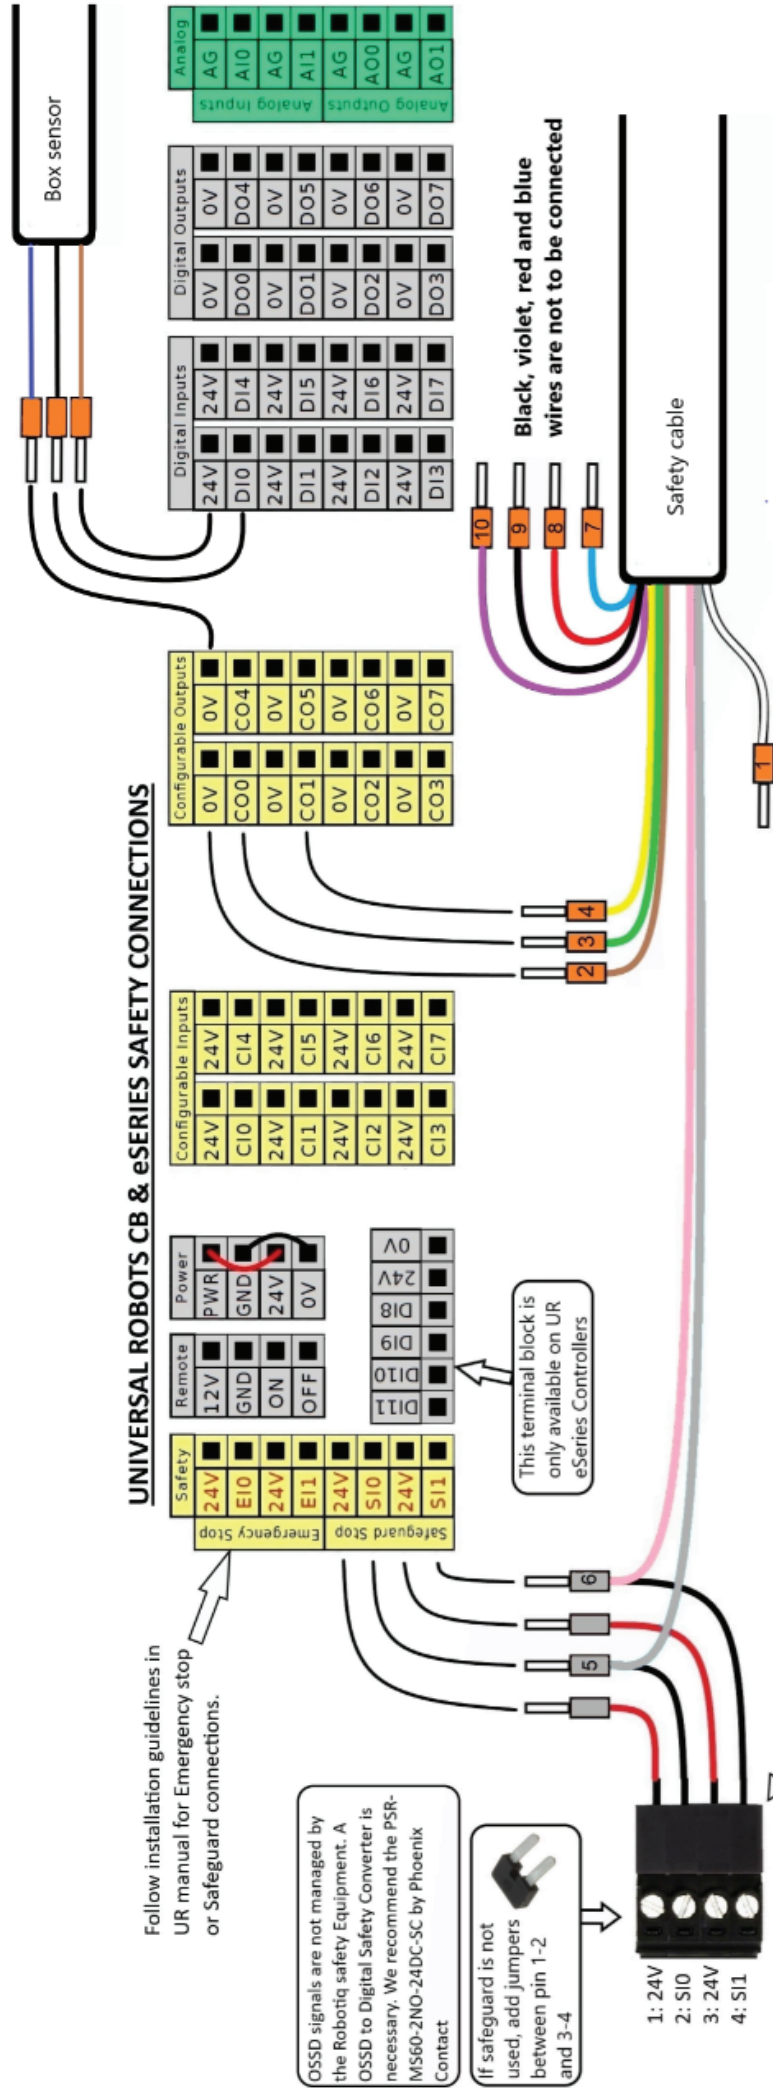 UNIVERSAL ROBOTS CB & eSERIES SAFETY CONNECTIONS
Follow installation guidelines in
UR manual for Emergency stop
or Safeguard connections.
Safety
Emergency Stop
24V
EI0
24V
EI1
Safeguard Stop
24V
SI0
24V
SI1
Remote
12V
GND
ON
OFF
Power
PWR
GND
24V
0V
DI11 DI10 DI9 DI8 24V 0V
This terminal block is
only available on UR
eSeries Controllers
Configurable Inputs
24V 24V
CI0 CI4
24V 24V
CI1 CI5
24V 24V
CI2 CI6
24V 24V
CI3 CI7
Configurable Outputs
0V 0V
CO0 CO4
0V 0V
CO1 CO5
0V 0V
CO2 CO6
0V 0V
CO3 CO7
Digital Inputs
24V 24V
DI0 DI4
24V 24V
DI1 DI5
24V 24V
DI2 DI6
24V 24V
DI3 DI7
Digital Outputs
0V 0V
DO0 DO4
0V 0V
DO1 DO5
0V 0V
DO2 DO6
0V 0V
DO3 DO7
Analog
Analog Inputs
AG
AI0
AG
AI1
Analog Outputs
AG
AO0
AG
AO1
Box sensor
OSSD signals are not managed by
the Robotiq safety Equipment. A
OSSD to Digital Safety Converter is
necessary. We recommend the PSR-
MS60-2NO-24DC-SC by Phoenix
Contact
If safeguard is not
used, add jumpers
between pin 1-2
and 3-4
1: 24V
2: SI0
3: 24V
4: SI1
5
6
2
3
4
10
9
8
7
1
Black, violet, red and blue
wires are not to be connected
Safety cable